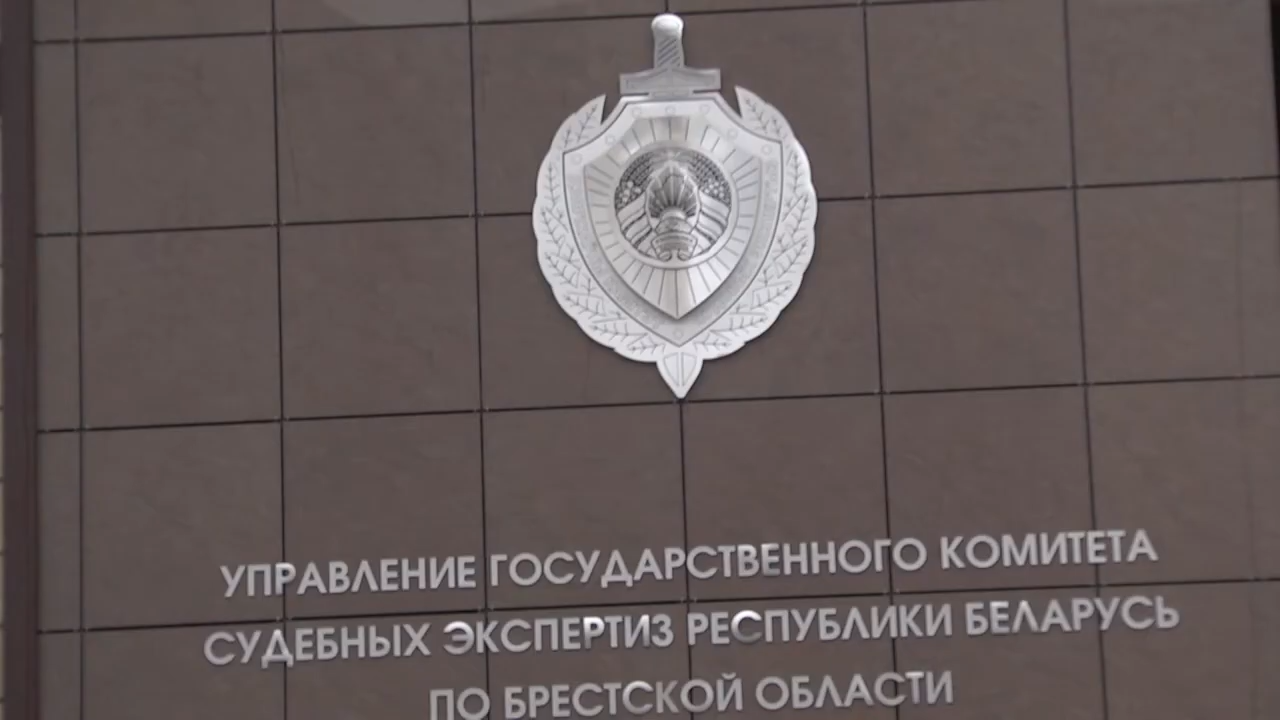 УПРАВЛЕНИЕ ГОСУДАРСТВЕННОГО КОМИТЕТА
СУДЕБНЫХ ЭКСПЕРТИЗ РЕСПУБЛИКИ БЕЛАРУСЬ
ПО БРЕСТСКОЙ ОБЛАСТИ